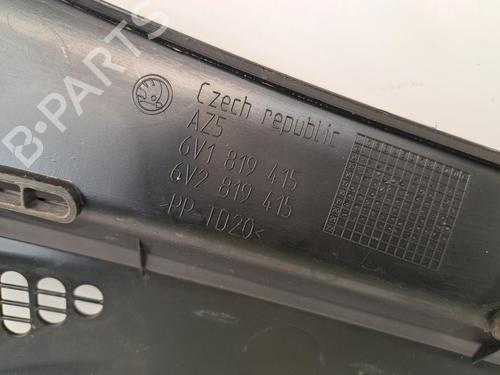 Czech republic
AZ5
6V1 819 415
6V2 819 415
>PP-TD20<
B-PARTS